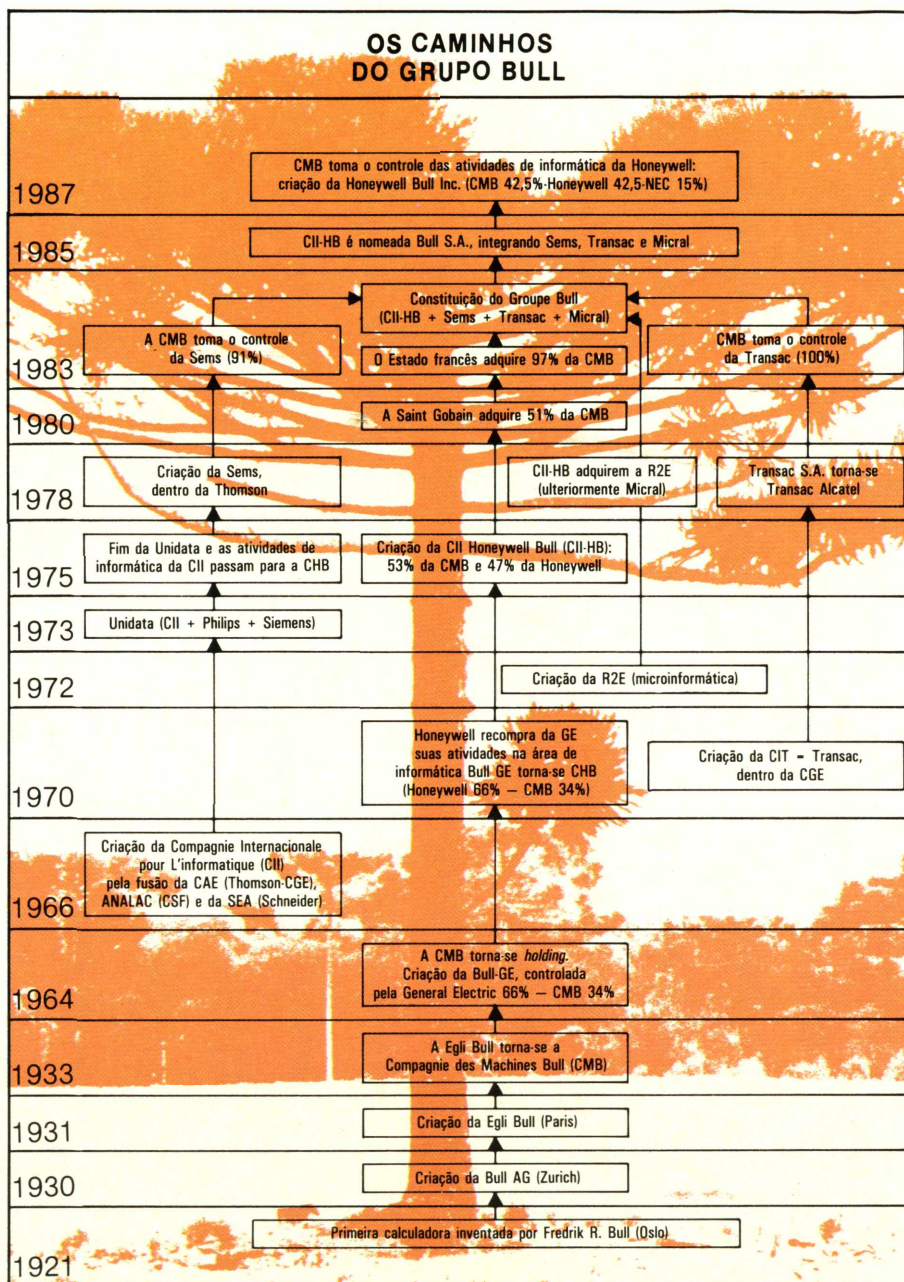 OS CAMINHOS
DO GRUPO BULL
1987
CMB toma o controle das atividades de informática da Honeywell:
criação da Honeywell Bull Inc. (CMB 42,5%-Honeywell 42,5-NEC 15%)
1985
CII-HB é nomeada Bull S.A., integrando Sems, Transac e Micral
Constituição do Groupe Bull
(CII-HB + Sems + Transac + Micral)
1983
A CMB toma o controle
da Sems (91%)
O Estado francês adquire 97% da CMB
CMB toma o controle
da Transac (100%)
1980
A Saint Gobain adquire 51% da CMB
1978
Criação da Sems,
dentro da Thomson
CII-HB adquirem a R2E
(ulteriormente Micral)
Transac S.A. torna-se
Transac Alcatel
1975
Fim da Unidata e as atividades de
informática da CII passam para a CHB
Criação da CII Honeywell Bull (CII-HB):
53% da CMB e 47% da Honeywell
1973
Unidata (CII + Philips + Siemens)
1972
Criação da R2E (microinformática)
1970
Honeywell recompra da GE
suas atividades na área de
informática Bull GE torna-se CHB
(Honeywell 66% — CMB 34%)
Criação da CIT = Transac,
dentro da CGE
1966
Criação da Compagnie Internacionale
pour L'informatique (CII)
pela fusão da CAE (Thomson-CGE),
ANALAC (CSF) e da SEA (Schneider)
1964
A CMB torna-se holding.
Criação da Bull-GE, controlada
pela General Electric 66% — CMB 34%
1933
A Egli Bull torna-se a
Compagnie des Machines Bull (CMB)
1931
Criação da Egli Bull (Paris)
1930
Criação da Bull AG (Zurich)
1921
Primeira calculadora inventada por Fredrik R. Bull (Oslo)